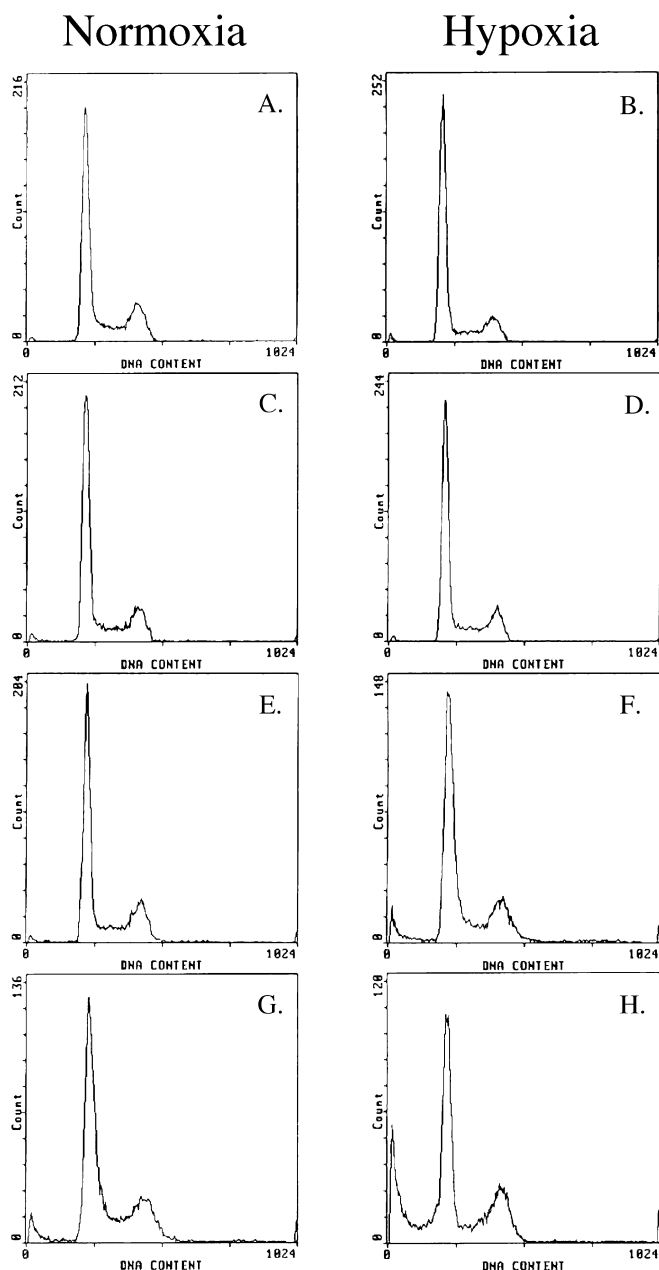 Normoxia Hypoxia
216
A.
Count
0
0 1024
DNA CONTENT
252
B.
Count
0
0 1024
DNA CONTENT
212
C.
Count
0
0 1024
DNA CONTENT
244
D.
Count
0
0 1024
DNA CONTENT
204
E.
Count
0
0 1024
DNA CONTENT
148
F.
Count
0
0 1024
DNA CONTENT
136
G.
Count
0
0 1024
DNA CONTENT
120
H.
Count
0
0 1024
DNA CONTENT